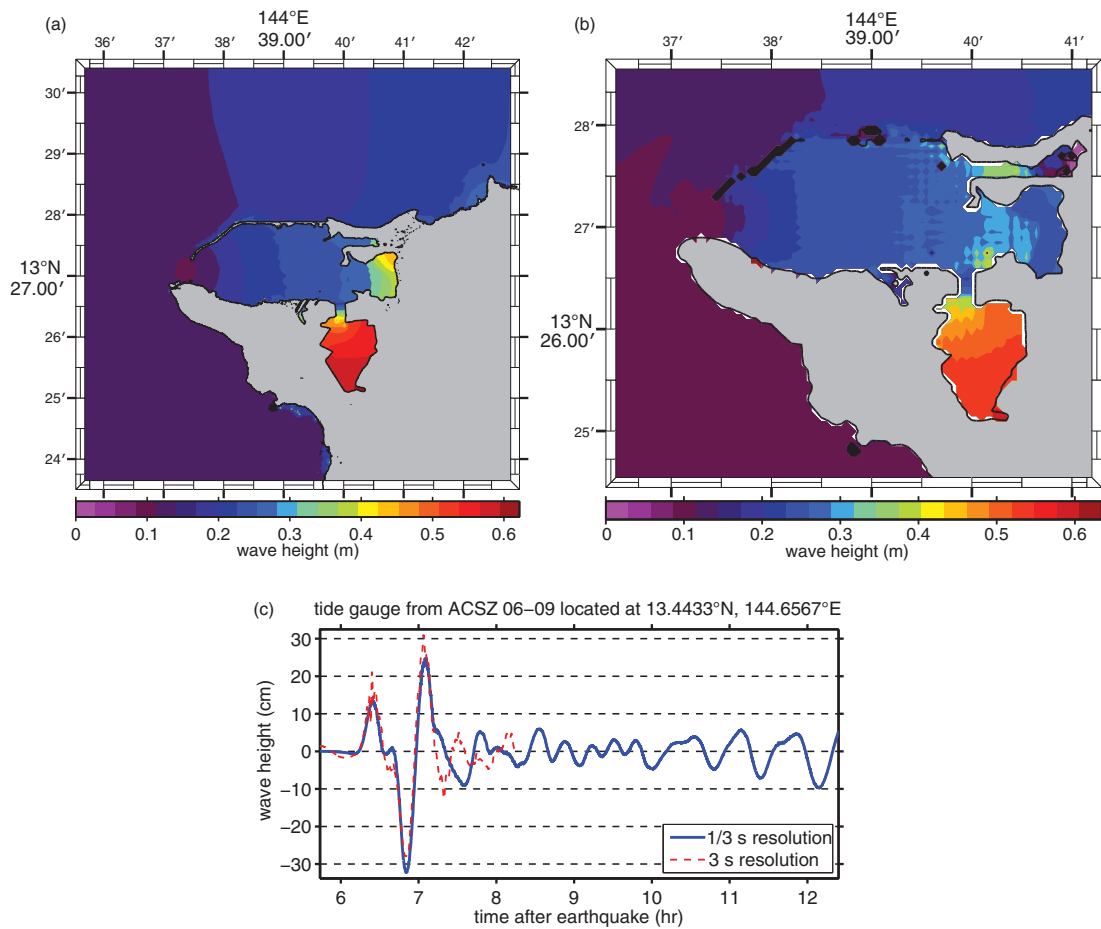 (a)
144°E
39.00′
36′ 37′ 38′ 40′ 41′ 42′
30′
29′
28′
13°N
27.00′
26′
25′
24′
0 0.1 0.2 0.3 0.4 0.5 0.6
wave height (m)
(b)
144°E
39.00′
37′ 38′ 40′ 41′
28′
27′
13°N
26.00′
25′
0 0.1 0.2 0.3 0.4 0.5 0.6
wave height (m)
(c) tide gauge from ACSZ 06–09 located at 13.4433°N, 144.6567°E
wave height (cm)
30
20
10
0
−10
−20
−30
1/3 s resolution
3 s resolution
6 7 8 9 10 11 12
time after earthquake (hr)